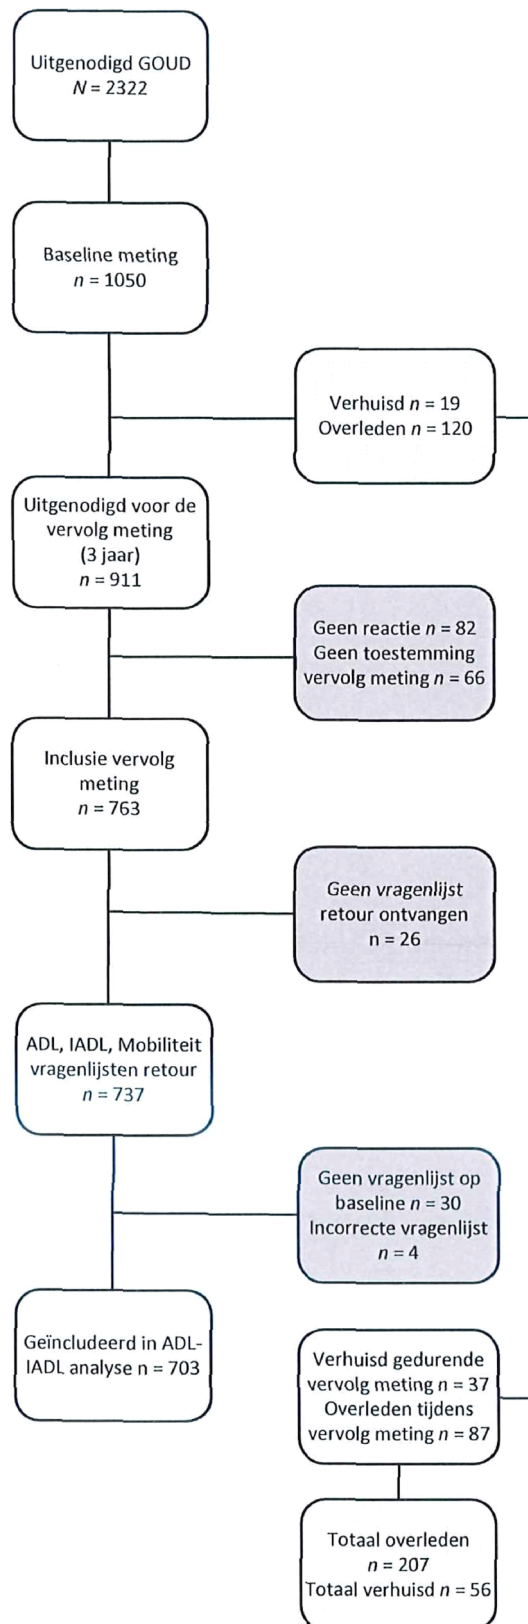 Uitgenodigd GOUD
N = 2322
Baseline meting
n = 1050
Verhuisd n = 19
Overleden n = 120
Uitgenodigd voor de
vervolg meting
(3 jaar)
n = 911
Geen reactie n = 82
Geen toestemming
vervolg meting n = 66
Inclusie vervolg
meting
n = 763
Geen vragenlijst
retour ontvangen
n = 26
ADL, IADL, Mobiliteit
vragenlijsten retour
n = 737
Geen vragenlijst op
baseline n = 30
Incorrecte vragenlijst
n = 4
Geïncludeerd in ADL-
IADL analyse n = 703
Verhuisd gedurende
vervolg meting n = 37
Overleden tijdens
vervolg meting n = 87
Totaal overleden
n = 207
Totaal verhuisd n = 56